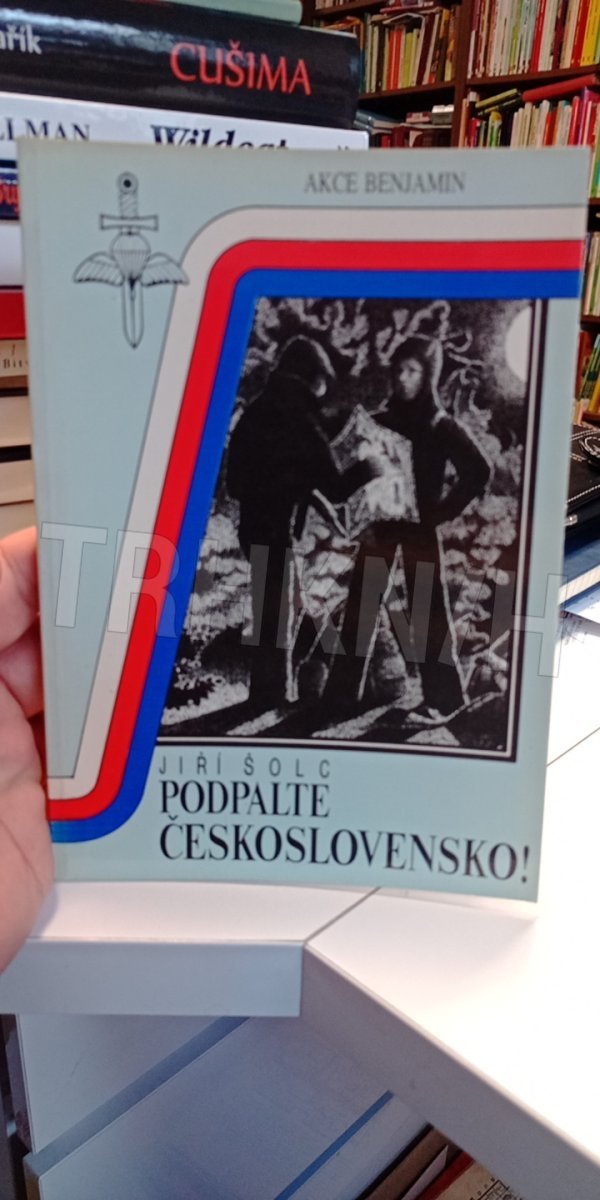 CUŠIMA
AKCE BENJAMIN
JIŘÍ ŠOLC
PODPALTE
ČESKOSLOVENSKO!